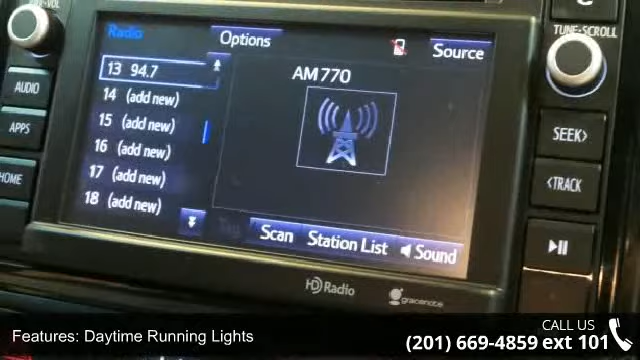 VOL
TUNE-SCROLL
Radio
Options
Source
13 94.7
AM 770
14 (add new)
15 (add new)
16 (add new)
17 (add new)
18 (add new)
Tag
Scan
Station List
Sound
AUDIO
APPS
HOME
SEEK>
<TRACK
HD Radio
gracenote
Features: Daytime Running Lights
CALL US
(201) 669-4859 ext 101